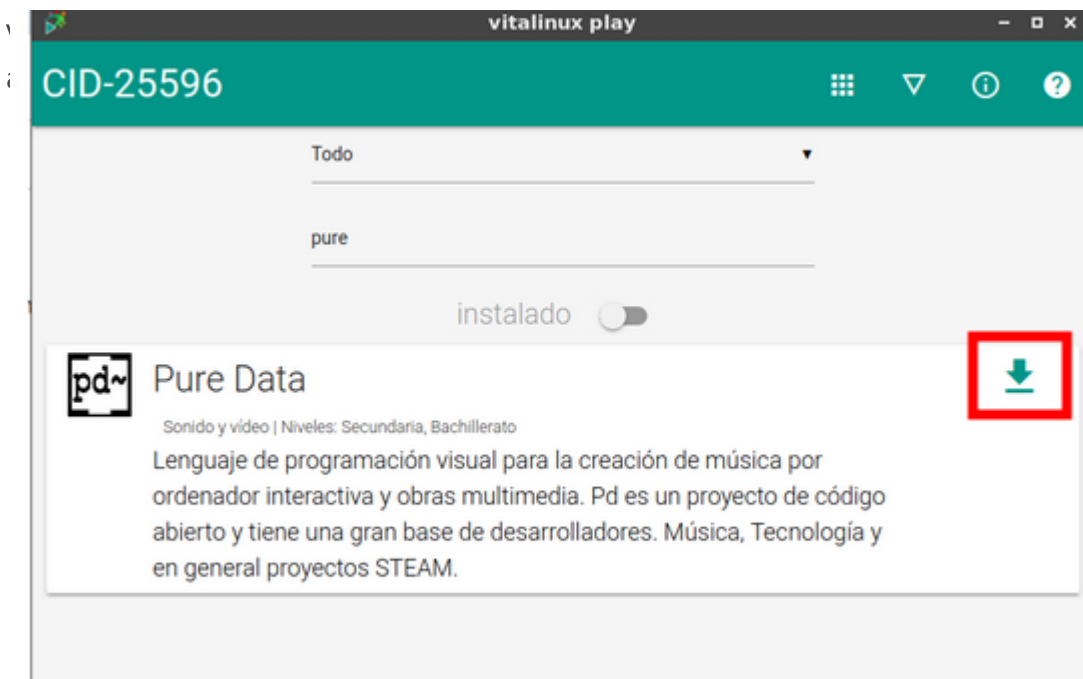 vitalinux play
CID-25596
Todo
pure
instalado
pd~
Pure Data
Sonido y vídeo | Niveles: Secundaria, Bachillerato
Lenguaje de programación visual para la creación de música por
ordenador interactiva y obras multimedia. Pd es un proyecto de código
abierto y tiene una gran base de desarrolladores. Música, Tecnología y
en general proyectos STEAM.